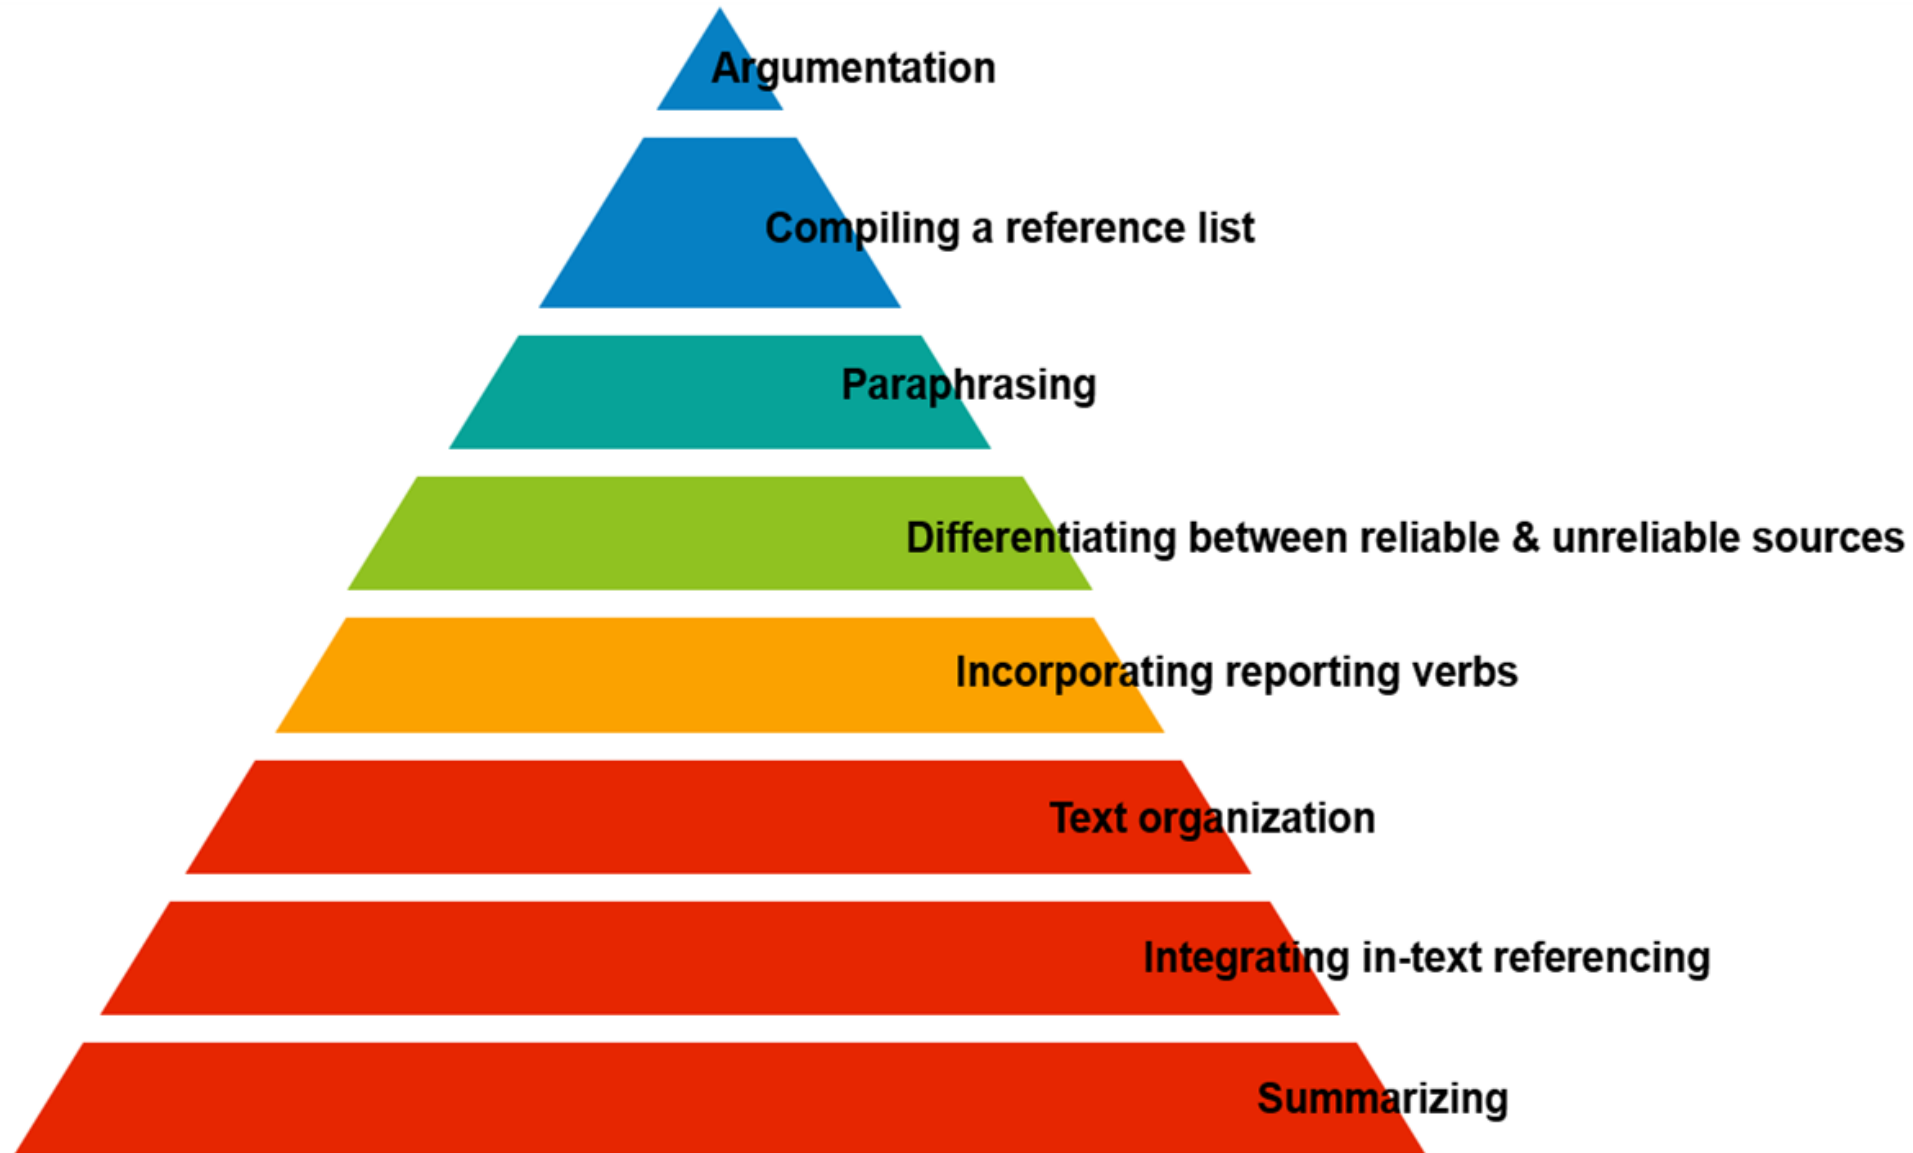 Argumentation
Compiling a reference list
Paraphrasing
Differentiating between reliable & unreliable sources
Incorporating reporting verbs
Text organization
Integrating in-text referencing
Summarizing